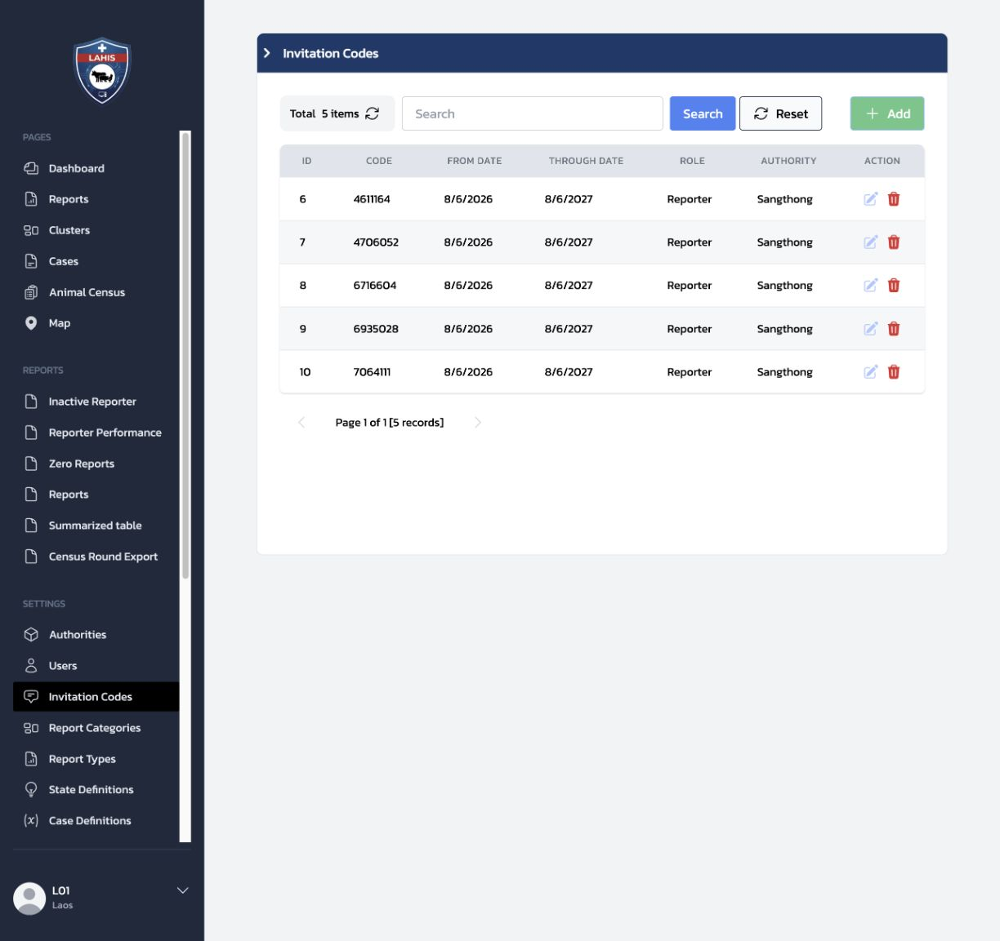 LAHIS
PAGES
Dashboard
Reports
Clusters
Cases
Animal Census
Map
REPORTS
Inactive Reporter
Reporter Performance
Zero Reports
Reports
Summarized table
Census Round Export
SETTINGS
Authorities
Users
Invitation Codes
Report Categories
Report Types
State Definitions
Case Definitions
L01
Laos
Invitation Codes
Total 5 items
Search
Search
Reset
Add
ID CODE FROM DATE THROUGH DATE ROLE AUTHORITY ACTION
6 4611164 8/6/2026 8/6/2027 Reporter Sangthong
7 4706052 8/6/2026 8/6/2027 Reporter Sangthong
8 6716604 8/6/2026 8/6/2027 Reporter Sangthong
9 6935028 8/6/2026 8/6/2027 Reporter Sangthong
10 7064111 8/6/2026 8/6/2027 Reporter Sangthong
Page 1 of 1 [5 records]